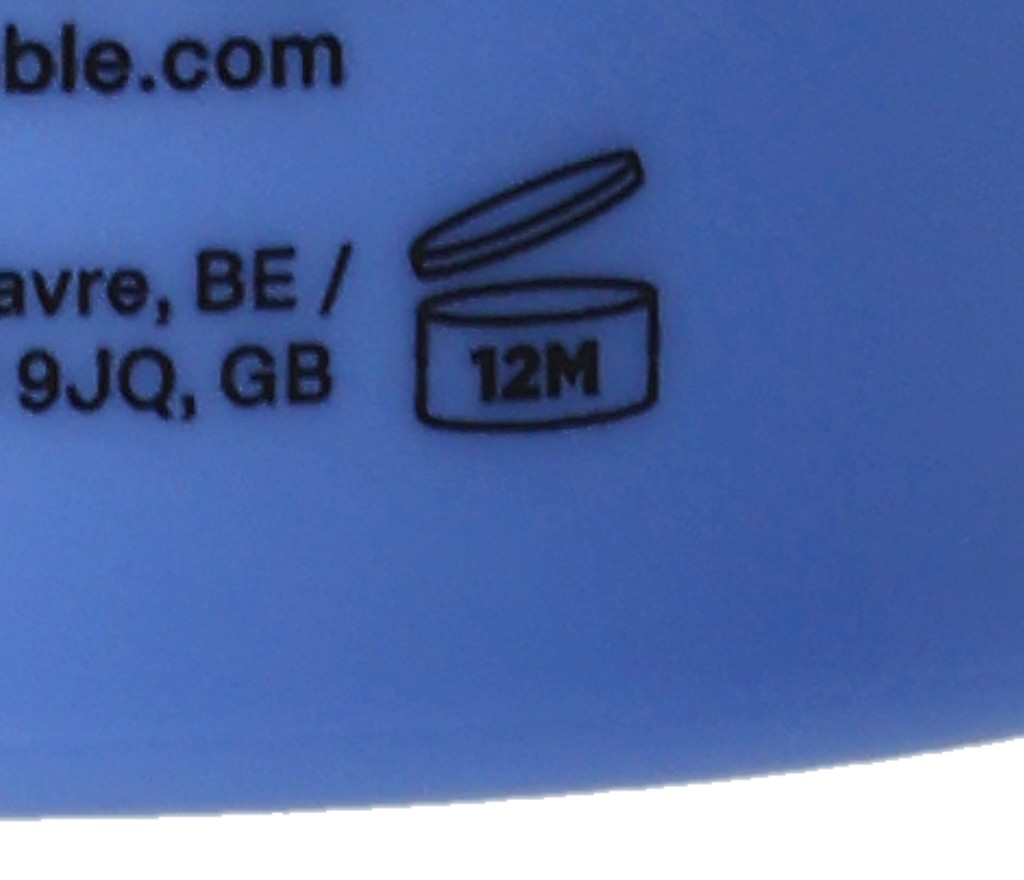 ble.com
avre, BE /
9JQ, GB
12M